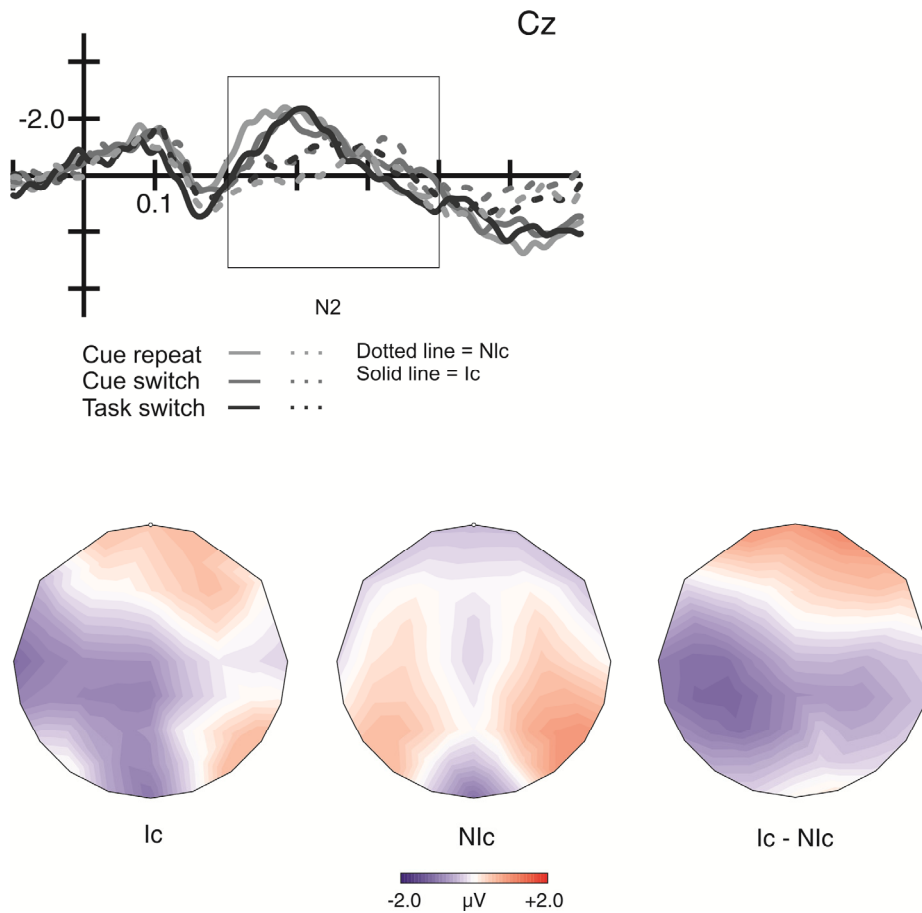 Cz
-2.0
0.1
N2
Cue repeat
Cue switch
Task switch
Dotted line = NIc
Solid line = Ic
Ic
NIc
Ic - NIc
-2.0 µV +2.0